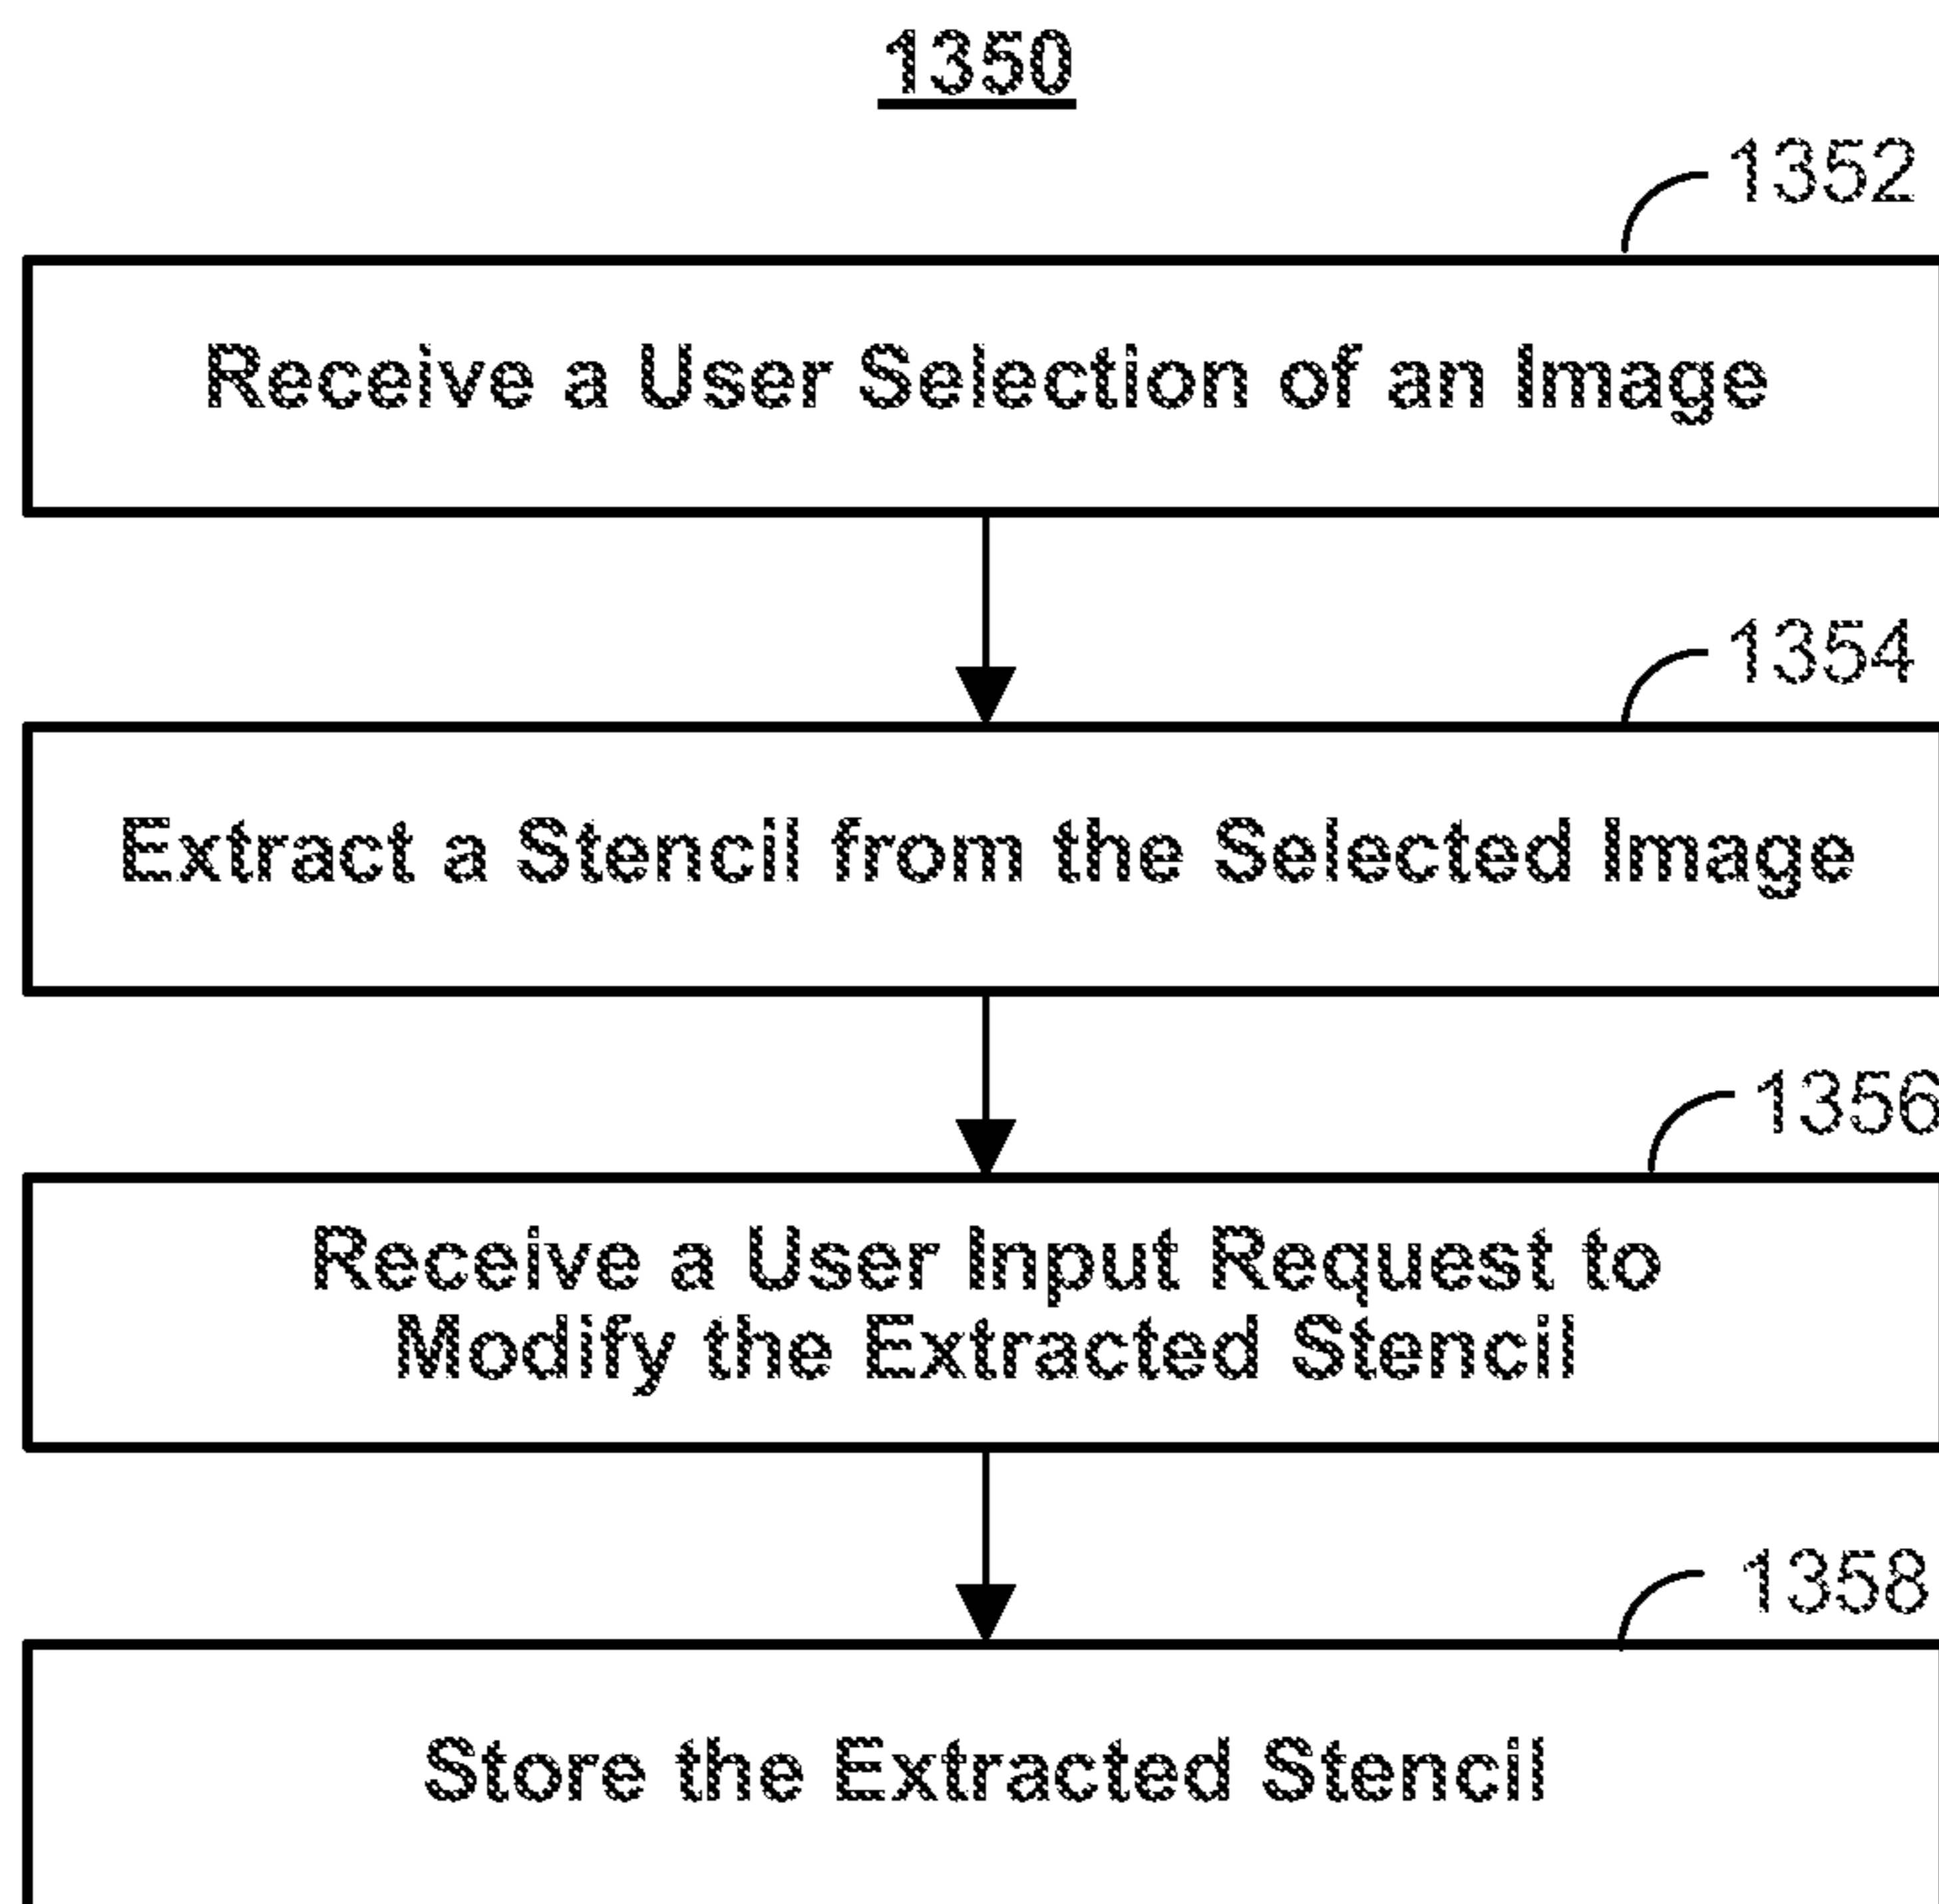 1350
1352
Receive a User Selection of an Image
1354
Extract a Stencil from the Selected Image
1356
Receive a User Input Request to
Modify the Extracted Stencil
1358
Store the Extracted Stencil